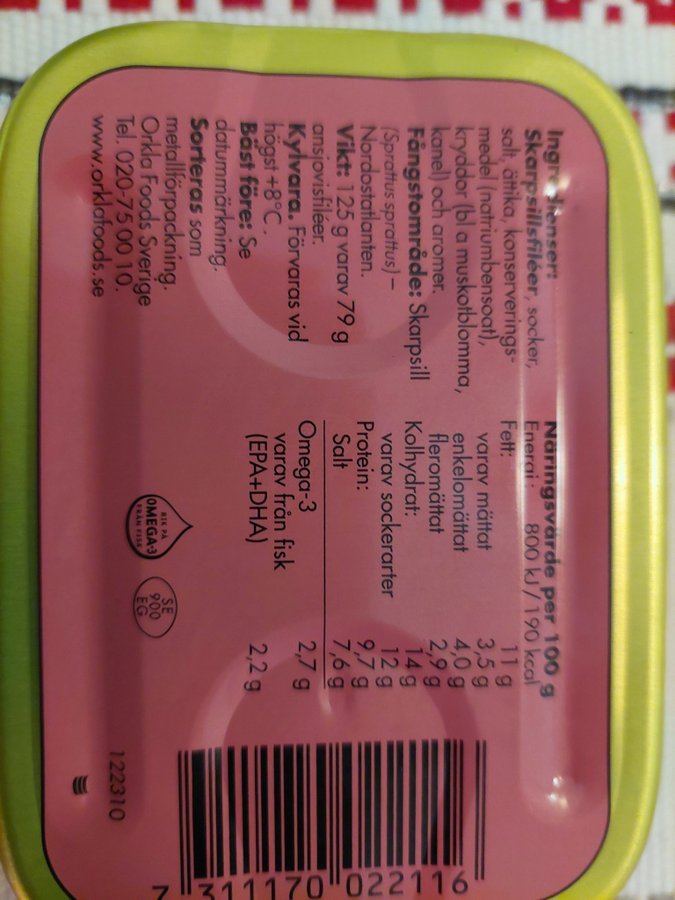 Ingredienser:
Skarpsillsfiléer, socker,
salt, ättika, konserverings-
medel (natriumbensoat),
kryddor (bl a muskotblomma,
kanel) och aromer.
Fångstområde: Skarpsill
(Sprattus sprattus) –
Nordostatlanten.
Vikt: 125 g varav 79 g
ansjovisfiléer.
Kylvara. Förvaras vid
högst +8°C.
Bäst före: Se
datummärkning.
Sorteras som
metallförpackning.
Orkla Foods Sverige
Tel. 020-75 00 10.
www.orklafoods.se
Näringsvärde per 100 g
Energi: 800 kJ / 190 kcal
Fett: 11 g
varav mättat 3,5 g
enkelomättat 4,0 g
fleromättat 2,9 g
Kolhydrat: 14 g
varav sockerarter 12 g
Protein: 9,7 g
Salt 7,6 g
Omega-3 2,7 g
varav från fisk
(EPA+DHA) 2,2 g
RIK PÅ
OMEGA-3
FRÅN FISK
SE
900
EG
122310
7 311170 022116